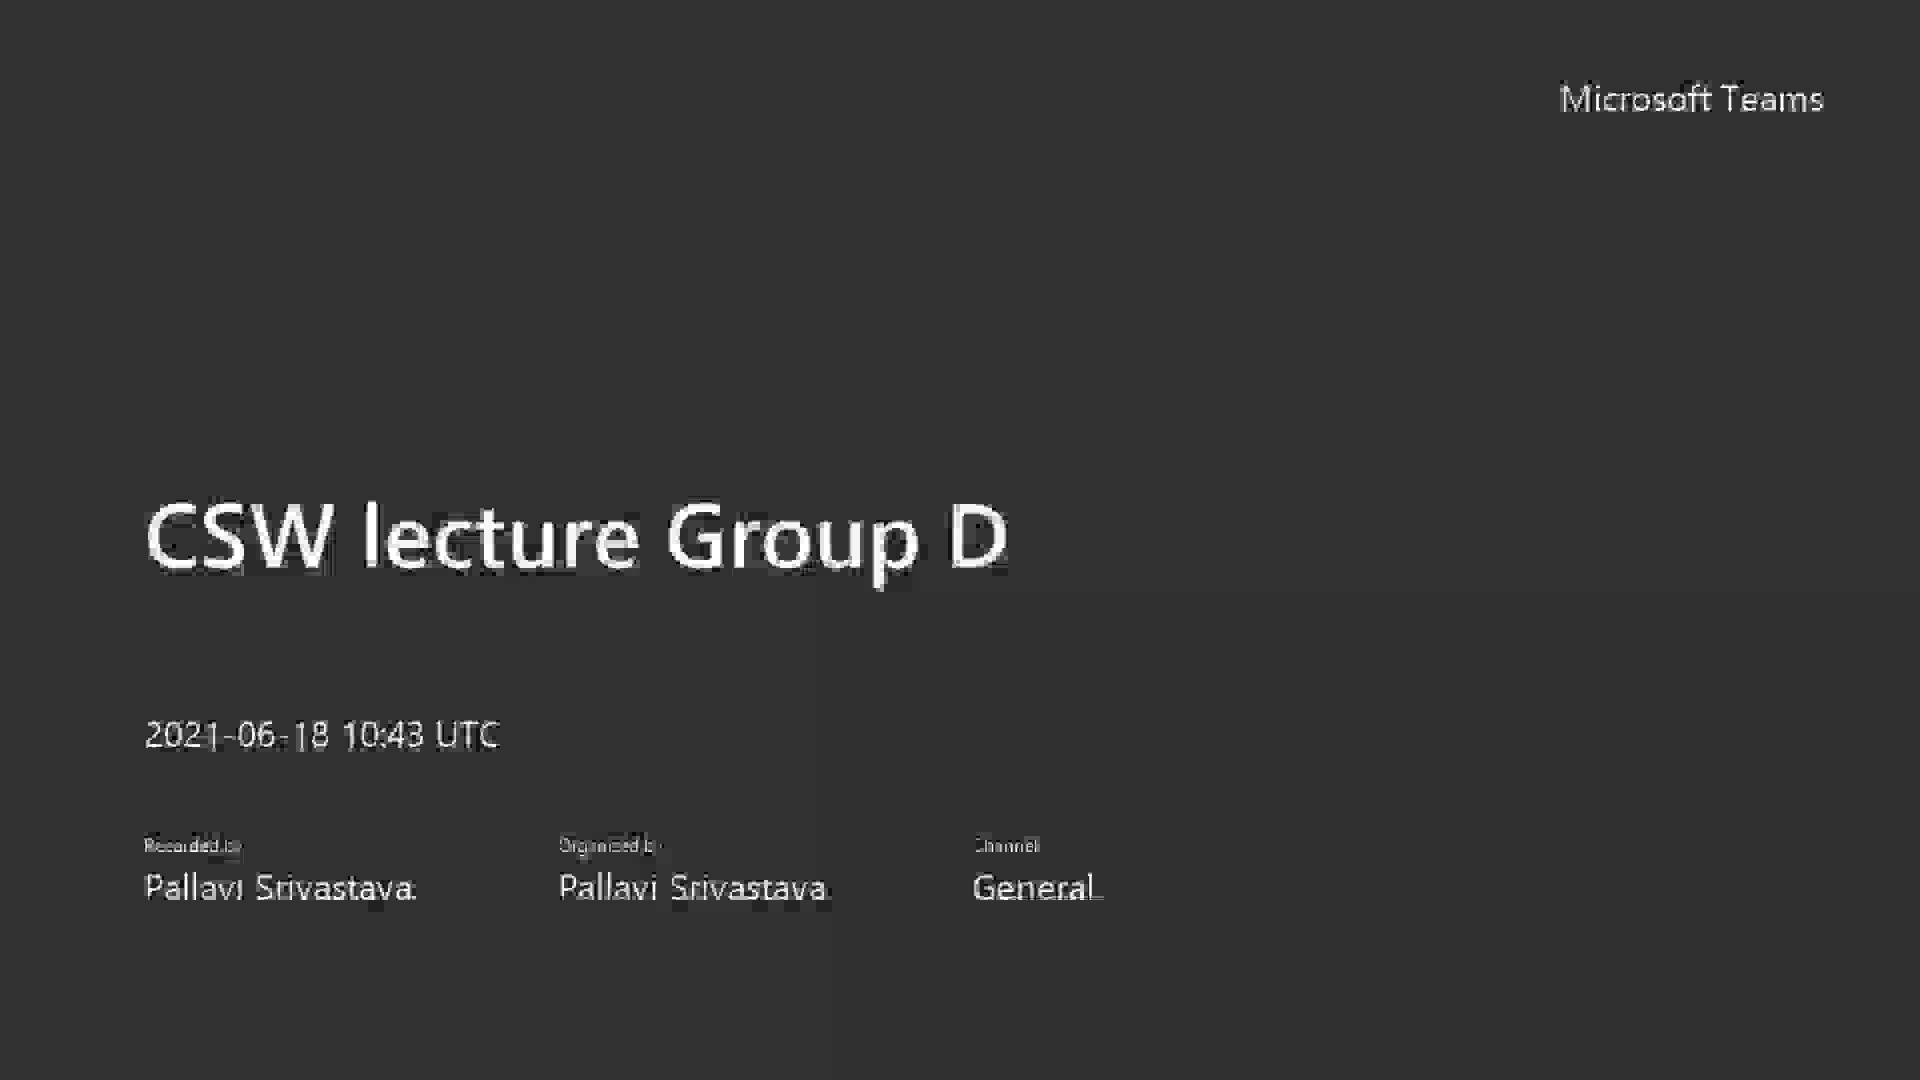 Microsoft Teams
CSW lecture Group D
2021-06-18 10:43 UTC
Recorded by
Organized by
Channel
Pallavi Srivastava
Pallavi Srivastava
General